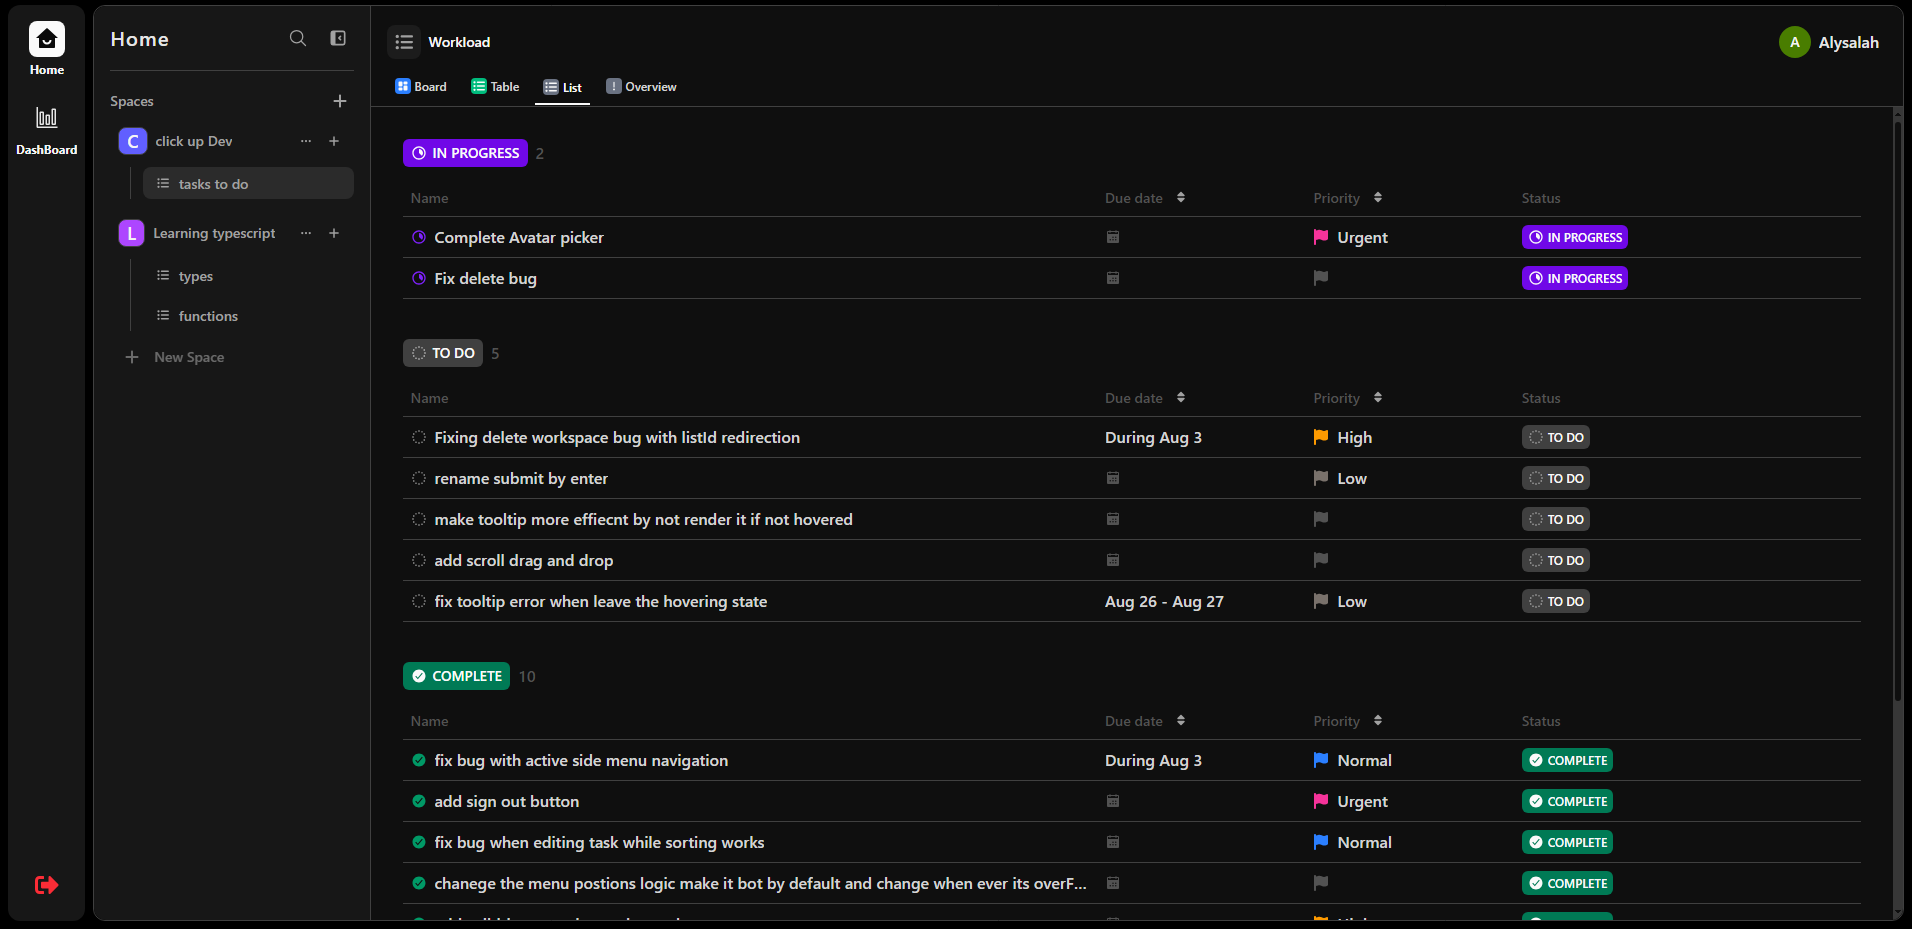 Home
DashBoard
Home
Spaces
C click up Dev
tasks to do
L Learning typescript
types
functions
New Space
Workload
A Alysalah
Board Table List Overview
IN PROGRESS 2
Name Due date Priority Status
Complete Avatar picker Urgent IN PROGRESS
Fix delete bug IN PROGRESS
TO DO 5
Name Due date Priority Status
Fixing delete workspace bug with listId redirection During Aug 3 High TO DO
rename submit by enter Low TO DO
make tooltip more effiecnt by not render it if not hovered TO DO
add scroll drag and drop TO DO
fix tooltip error when leave the hovering state Aug 26 - Aug 27 Low TO DO
COMPLETE 10
Name Due date Priority Status
fix bug with active side menu navigation During Aug 3 Normal COMPLETE
add sign out button Urgent COMPLETE
fix bug when editing task while sorting works Normal COMPLETE
chanege the menu postions logic make it bot by default and change when ever its overF... COMPLETE